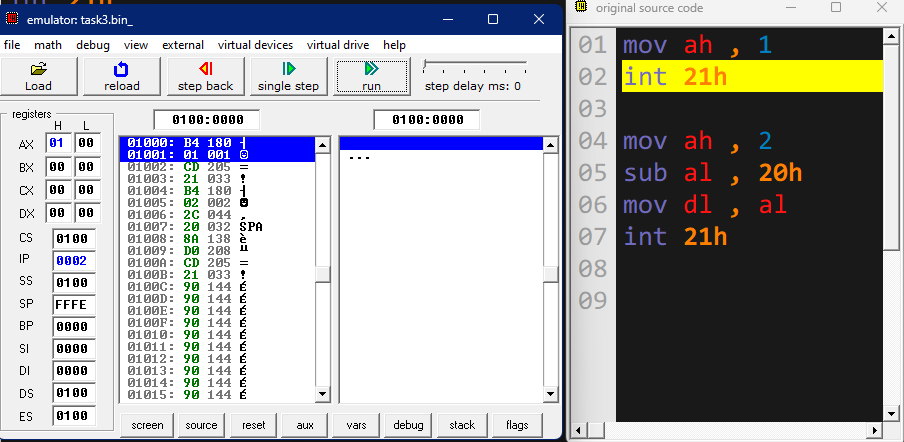 emulator: task3.bin_
file math debug view external virtual devices virtual drive help
Load reload step back single step run step delay ms: 0
registers 0100:0000 0100:0000
H L
AX 01 00
BX 00 00
CX 00 00
DX 00 00
CS 0100
IP 0002
SS 0100
SP FFFE
BP 0000
SI 0000
DI 0000
DS 0100
ES 0100
01000: B4 180 ┤
01001: 01 001 ☺
01002: CD 205 =
01003: 21 033 !
01004: B4 180 ┤
01005: 02 002 ☻
01006: 2C 044 ,
01007: 20 032 SPA
01008: 8A 138 è
01009: D0 208 ╨
0100A: CD 205 =
0100B: 21 033 !
0100C: 90 144 É
0100D: 90 144 É
0100E: 90 144 É
0100F: 90 144 É
01010: 90 144 É
01011: 90 144 É
01012: 90 144 É
01013: 90 144 É
01014: 90 144 É
01015: 90 144 É
...
screen source reset aux vars debug stack flags
original source code
01 mov ah , 1
02 int 21h
03
04 mov ah , 2
05 sub al , 20h
06 mov dl , al
07 int 21h
08
09